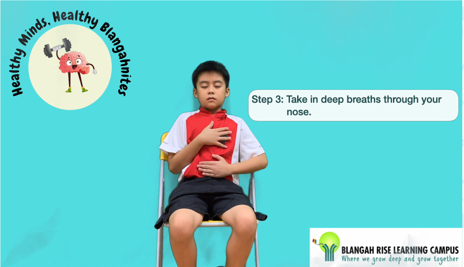 Healthy Minds, Healthy Blangahnites
Step 3: Take in deep breaths through your
nose.
BLANGAH RISE LEARNING CAMPUS
Where we grow deep and grow together